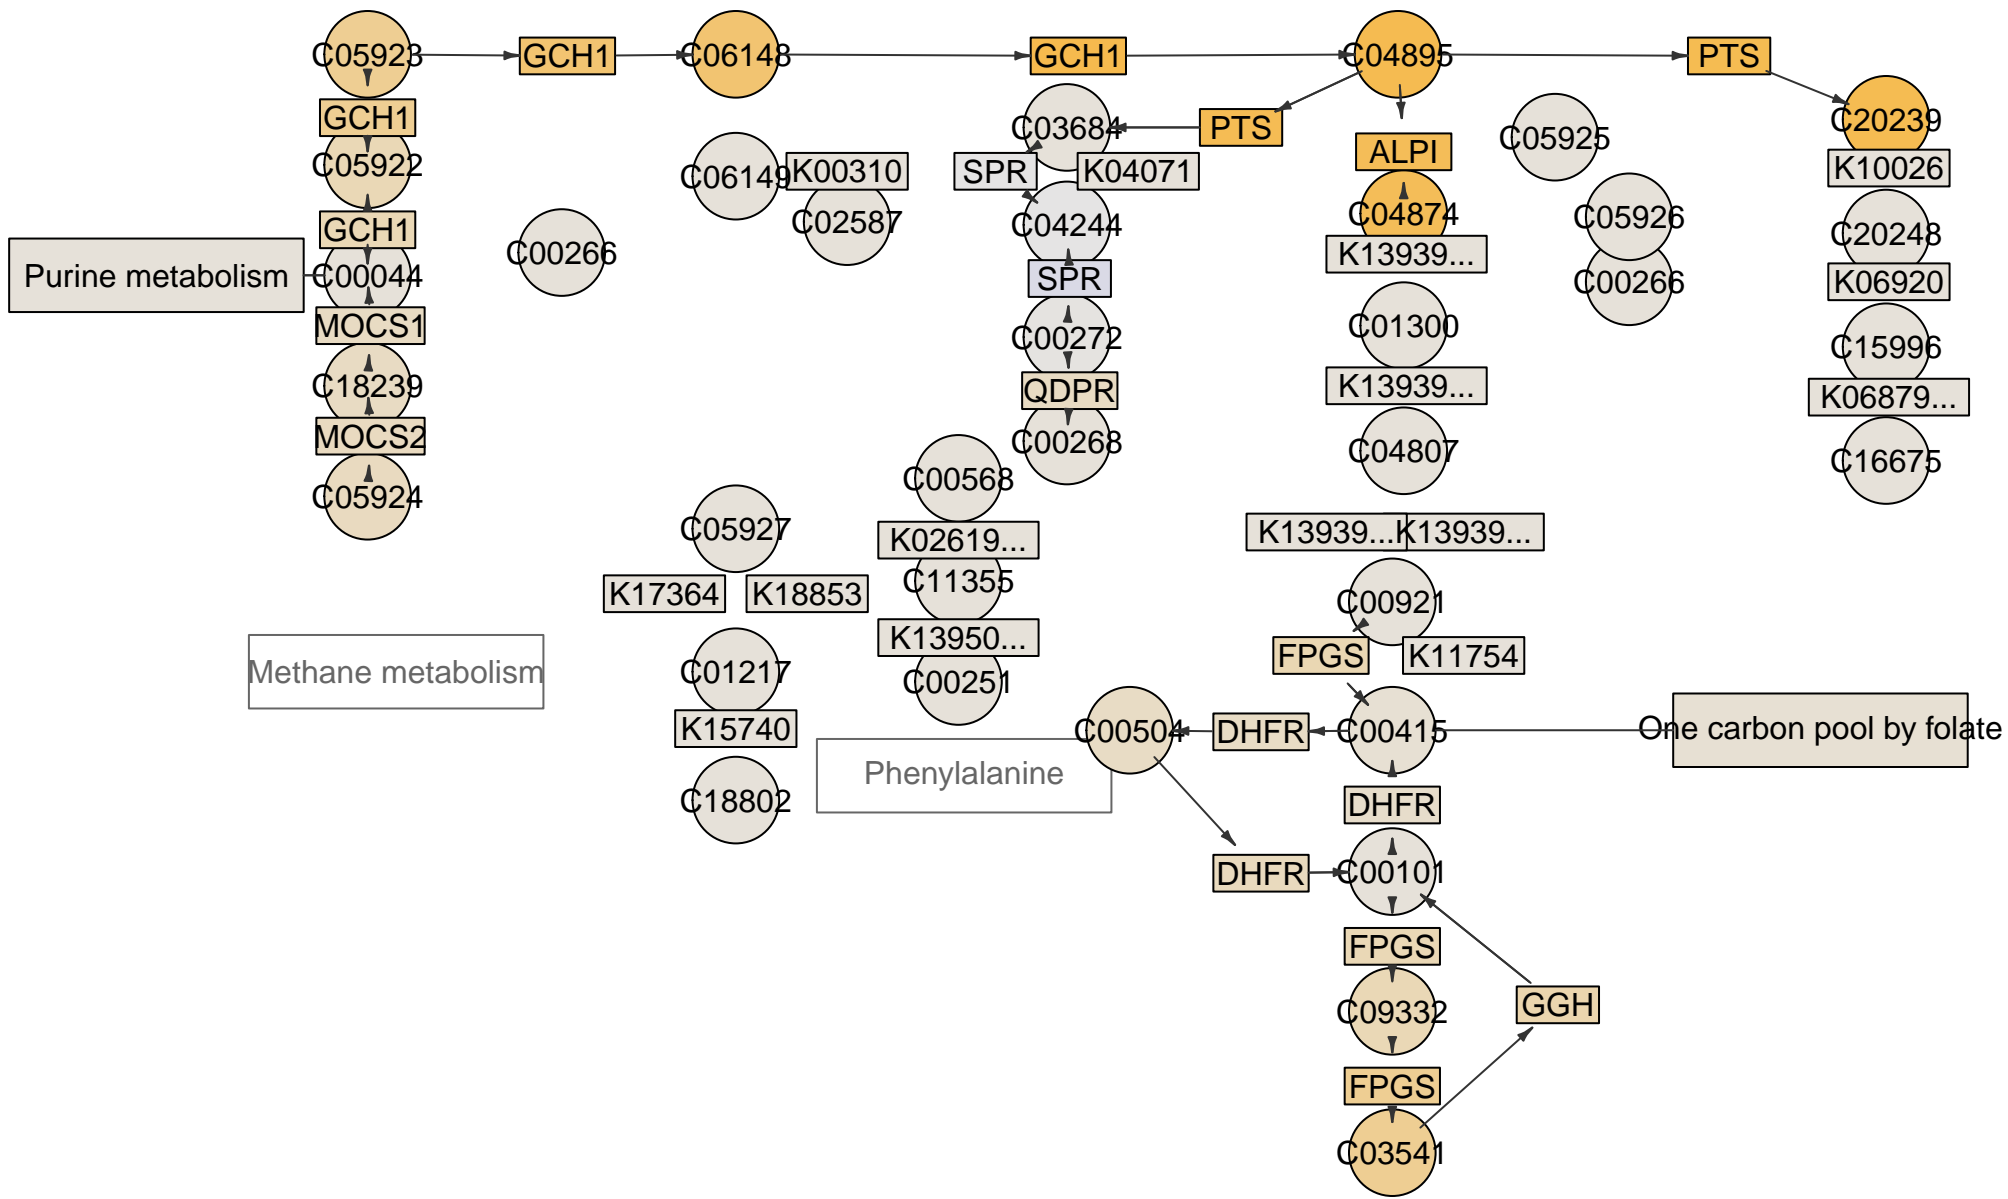 C05923
GCH1
C06148
GCH1
C04895
PTS
GCH1
C03684
PTS
C20239
C05925
ALPI
C05922
SPR
K04071
C06149
K00310
K10026
C04874
C05926
C02587
C04244
GCH1
C20248
C00266
K13939...
Purine metabolism
C00044
SPR
C00266
K06920
MOCS1
C01300
C00272
C15996
C18239
QDPR
K13939...
K06879...
MOCS2
C00268
C04807
C16675
C05924
C00568
C05927
K02619...
K13939...
K13939...
C11355
K17364
K18853
C00921
K13950...
FPGS
K11754
Methane metabolism
C01217
C00251
K15740
C00504
DHFR
C00415
One carbon pool by folate
Phenylalanine
C18802
DHFR
DHFR
C00101
FPGS
C09332
GGH
FPGS
C03541